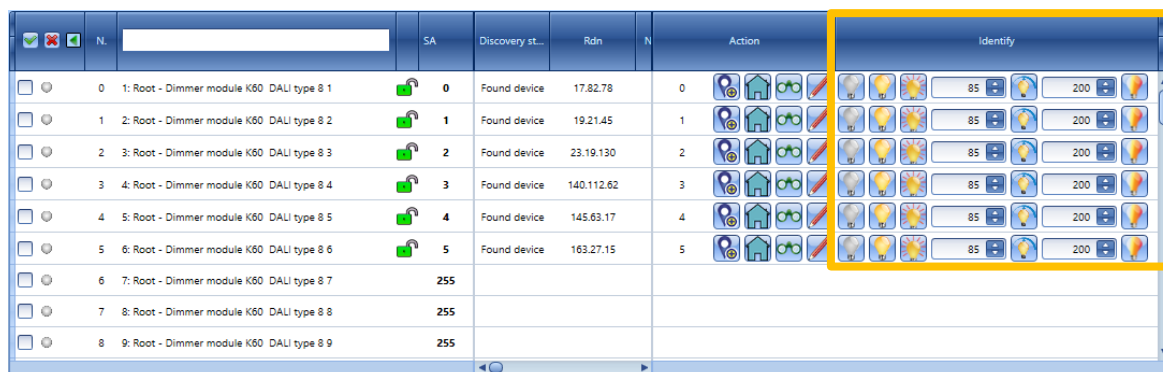 N. SA Discovery st... Rdn N Action Identify
0 1: Root - Dimmer module K60 DALI type 8 1 0 Found device 17.82.78 0 85 200
1 2: Root - Dimmer module K60 DALI type 8 2 1 Found device 19.21.45 1 85 200
2 3: Root - Dimmer module K60 DALI type 8 3 2 Found device 23.19.130 2 85 200
3 4: Root - Dimmer module K60 DALI type 8 4 3 Found device 140.112.62 3 85 200
4 5: Root - Dimmer module K60 DALI type 8 5 4 Found device 145.63.17 4 85 200
5 6: Root - Dimmer module K60 DALI type 8 6 5 Found device 163.27.15 5 85 200
6 7: Root - Dimmer module K60 DALI type 8 7 255
7 8: Root - Dimmer module K60 DALI type 8 8 255
8 9: Root - Dimmer module K60 DALI type 8 9 255